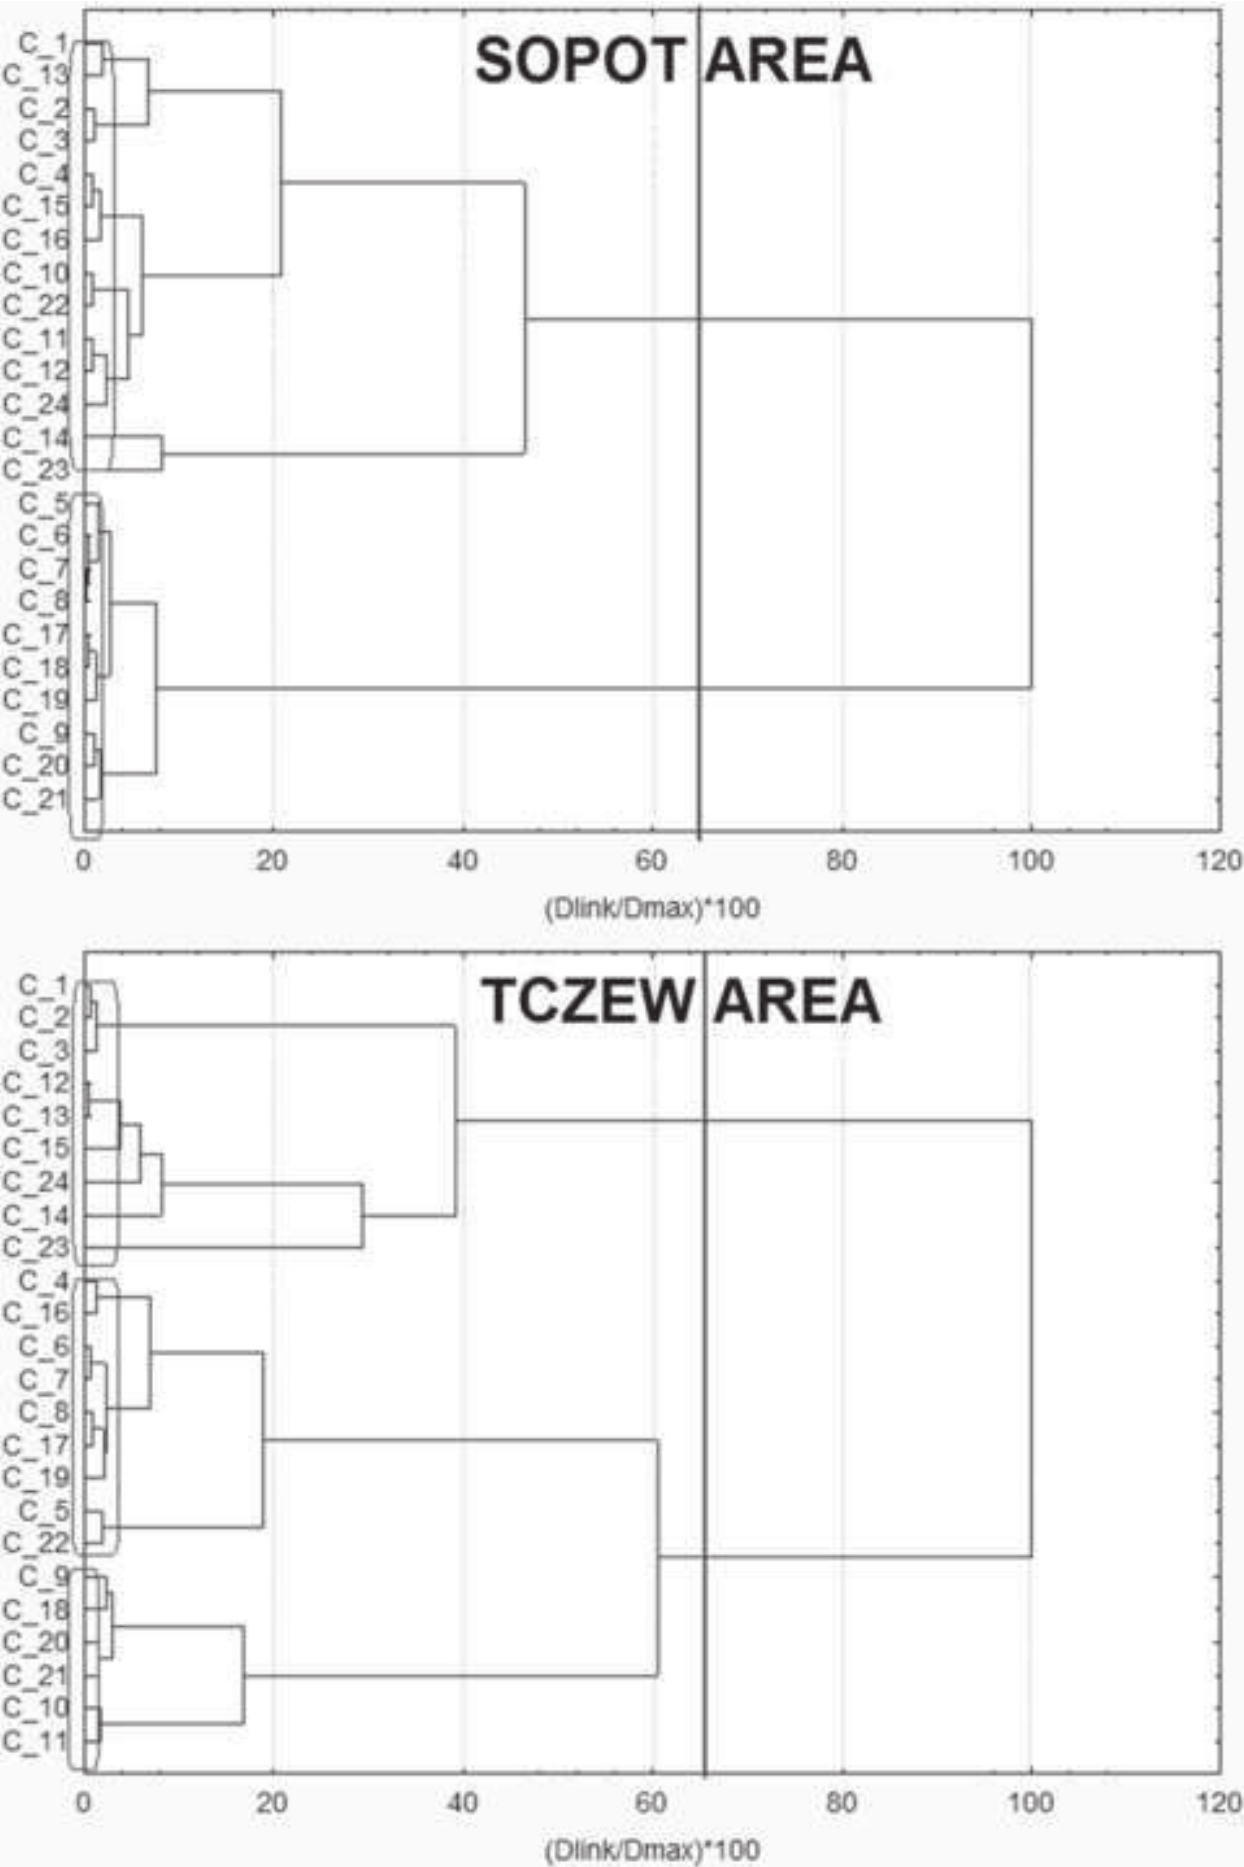 SOPOT AREA
C_1
C_13
C_2
C_3
C_4
C_15
C_16
C_10
C_22
C_11
C_12
C_24
C_14
C_23
C_5
C_6
C_7
C_8
C_17
C_18
C_19
C_9
C_20
C_21
0 20 40 60 80 100 120
(Dlink/Dmax)*100
TCZEW AREA
C_1
C_2
C_3
C_12
C_13
C_15
C_24
C_14
C_23
C_4
C_16
C_6
C_7
C_8
C_17
C_19
C_5
C_22
C_9
C_18
C_20
C_21
C_10
C_11
0 20 40 60 80 100 120
(Dlink/Dmax)*100